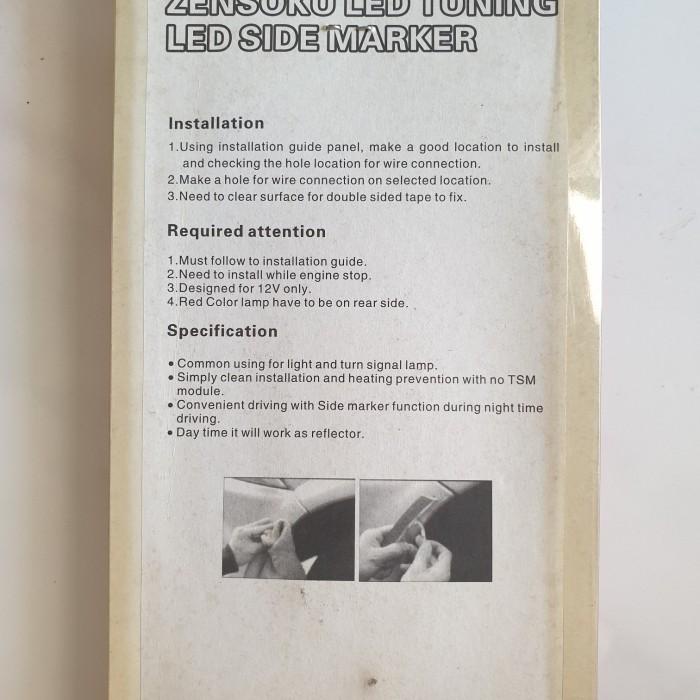 ZENSOKU LED TUNING
LED SIDE MARKER
Installation
1.Using installation guide panel, make a good location to install
and checking the hole location for wire connection.
2.Make a hole for wire connection on selected location.
3.Need to clear surface for double sided tape to fix.
Required attention
1.Must follow to installation guide.
2.Need to install while engine stop.
3.Designed for 12V only.
4.Red Color lamp have to be on rear side.
Specification
• Common using for light and turn signal lamp.
• Simply clean installation and heating prevention with no TSM
module.
• Convenient driving with Side marker function during night time
driving.
• Day time it will work as reflector.